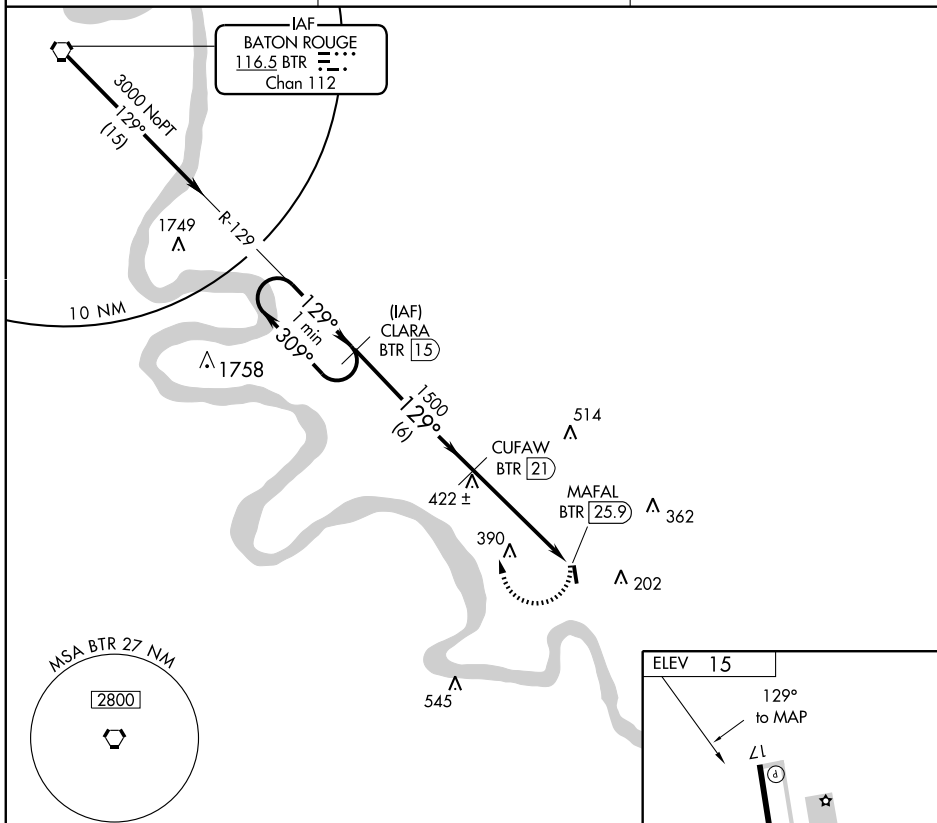 IAF
BATON ROUGE
116.5 BTR
Chan 112
3000 NoPT
129°
(15)
R-129
1749
10 NM
1758
129°
1 min
309°
(IAF)
CLARA
BTR 15
1500
129°
(6)
514
CUFAW
BTR 21
422 ±
MAFAL
BTR 25.9
362
390
202
545
MSA BTR 27 NM
2800
ELEV 15
129°
to MAP
17
P